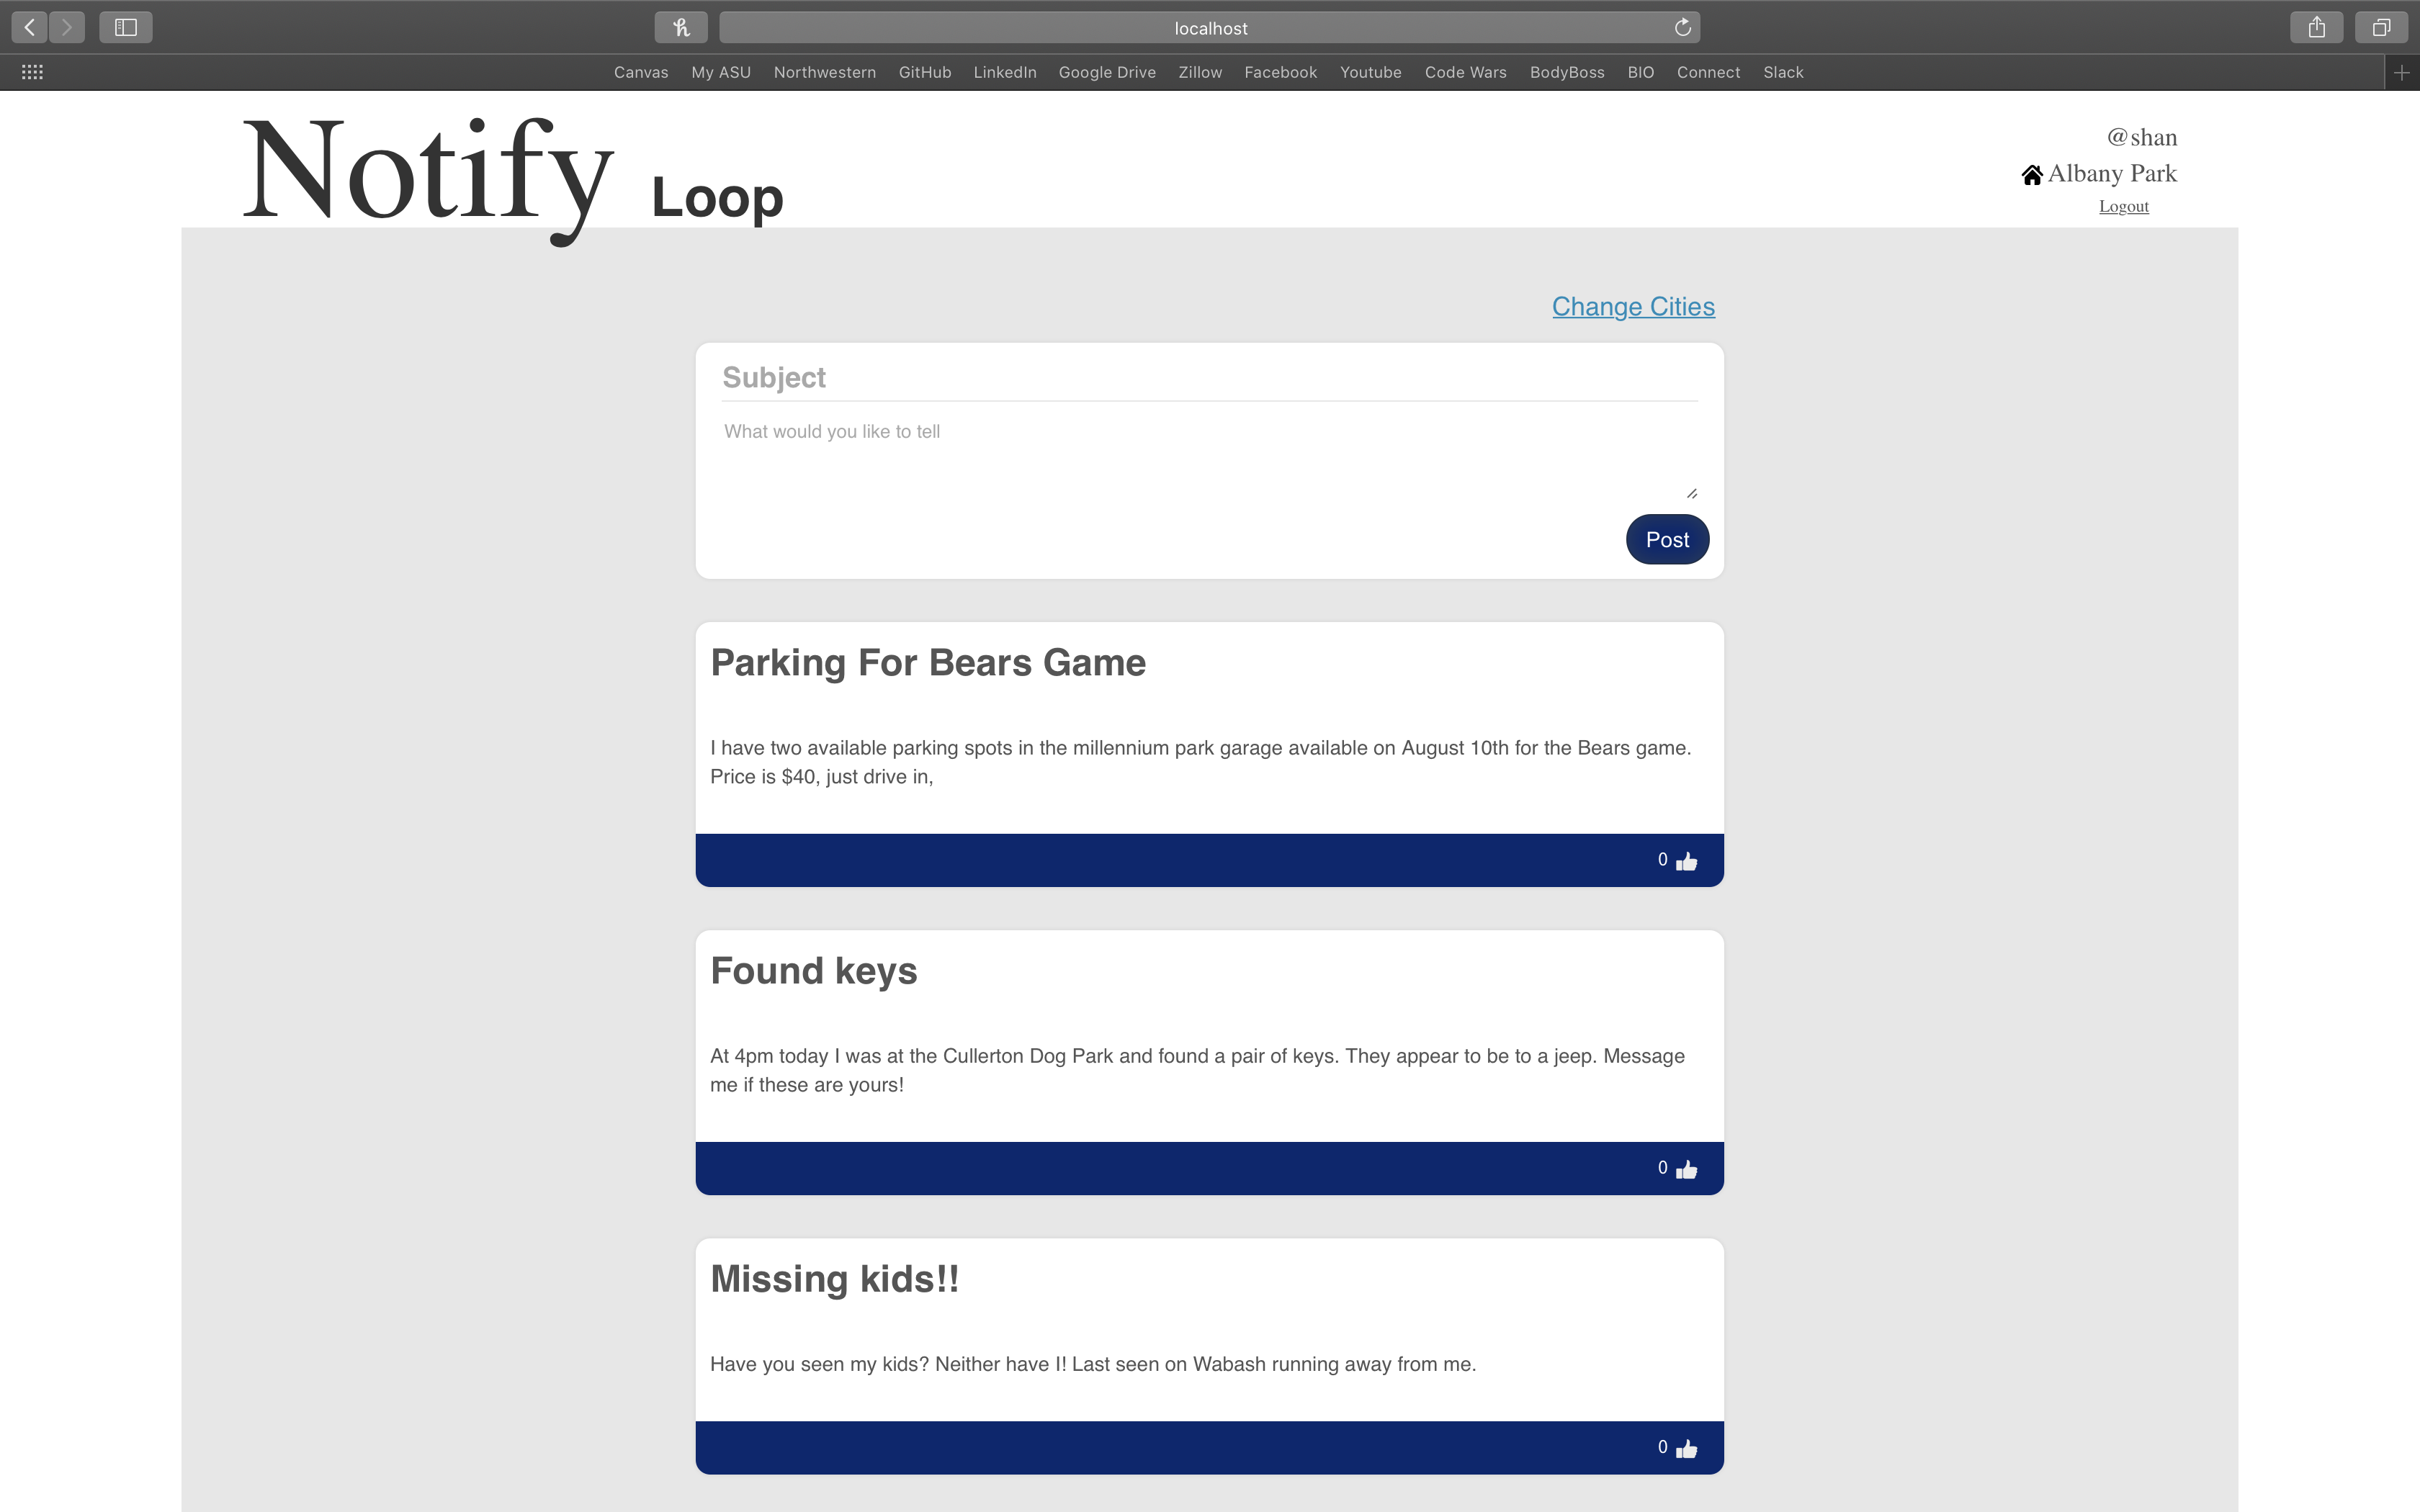 localhost
Canvas My ASU Northwestern GitHub LinkedIn Google Drive Zillow Facebook Youtube Code Wars BodyBoss BIO Connect Slack
Notify Loop
@shan
Albany Park
Logout
Change Cities
Subject
What would you like to tell
Post
Parking For Bears Game
I have two available parking spots in the millennium park garage available on August 10th for the Bears game.
Price is $40, just drive in,
0
Found keys
At 4pm today I was at the Cullerton Dog Park and found a pair of keys. They appear to be to a jeep. Message
me if these are yours!
0
Missing kids!!
Have you seen my kids? Neither have I! Last seen on Wabash running away from me.
0